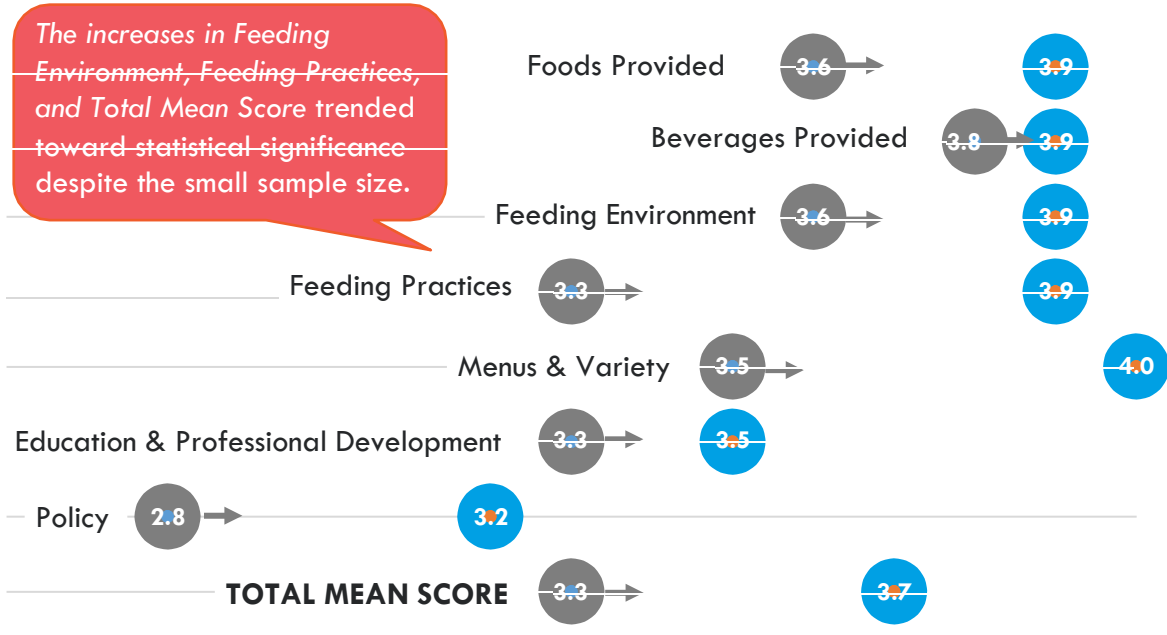 The increases in Feeding
Environment, Feeding Practices,
and Total Mean Score trended
toward statistical significance
despite the small sample size.
Foods Provided 3.6 3.9
Beverages Provided 3.8 3.9
Feeding Environment 3.6 3.9
Feeding Practices 3.3 3.9
Menus & Variety 3.5 4.0
Education & Professional Development 3.3 3.5
Policy 2.8 3.2
TOTAL MEAN SCORE 3.3 3.7